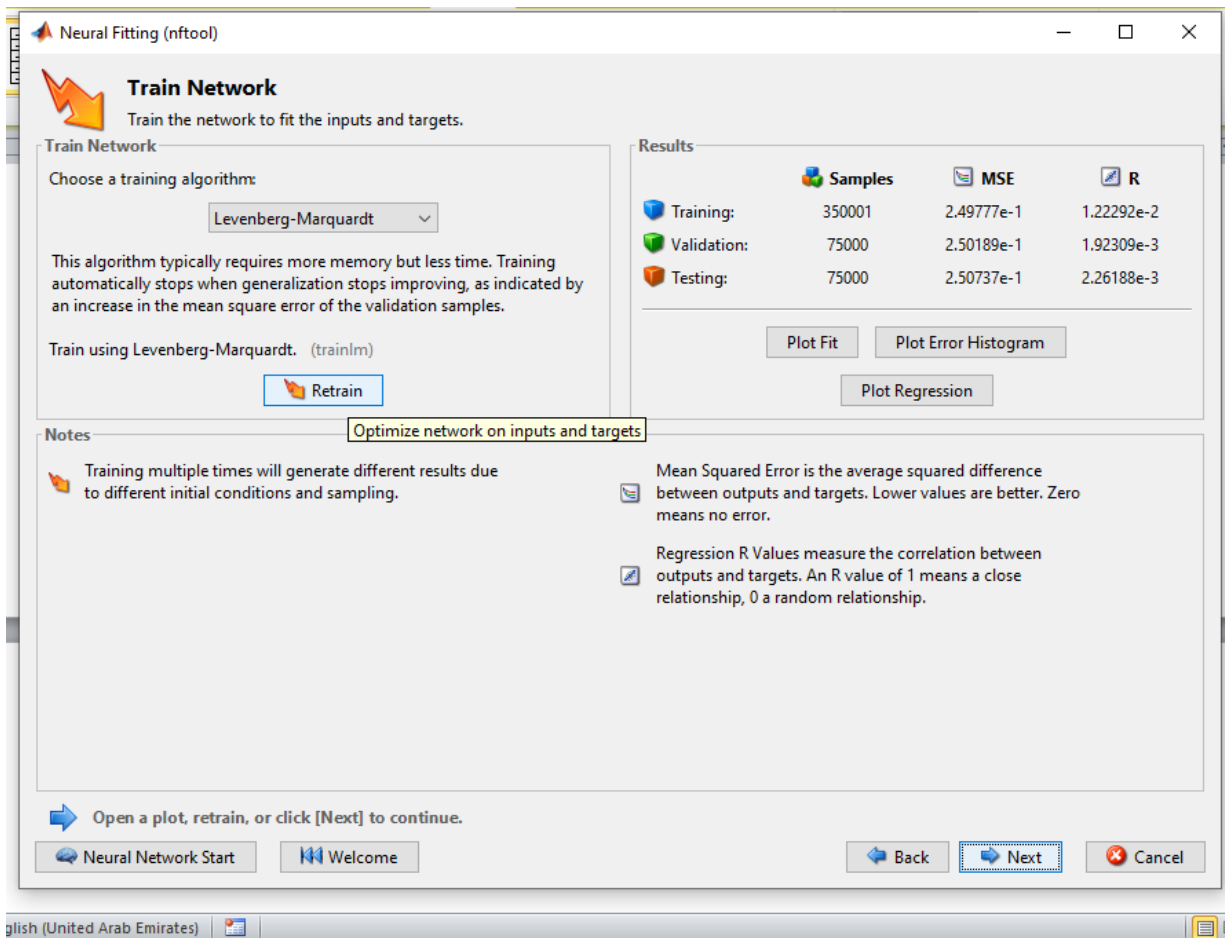 Neural Fitting (nftool)
Train Network
Train the network to fit the inputs and targets.
Train Network
Choose a training algorithm:
Levenberg-Marquardt
This algorithm typically requires more memory but less time. Training
automatically stops when generalization stops improving, as indicated by
an increase in the mean square error of the validation samples.
Train using Levenberg-Marquardt. (trainlm)
Retrain
Optimize network on inputs and targets
Results
Samples MSE R
Training: 350001 2.49777e-1 1.22292e-2
Validation: 75000 2.50189e-1 1.92309e-3
Testing: 75000 2.50737e-1 2.26188e-3
Plot Fit Plot Error Histogram
Plot Regression
Notes
Training multiple times will generate different results due
to different initial conditions and sampling.
Mean Squared Error is the average squared difference
between outputs and targets. Lower values are better. Zero
means no error.
Regression R Values measure the correlation between
outputs and targets. An R value of 1 means a close
relationship, 0 a random relationship.
Open a plot, retrain, or click [Next] to continue.
Neural Network Start Welcome Back Next Cancel
glish (United Arab Emirates)